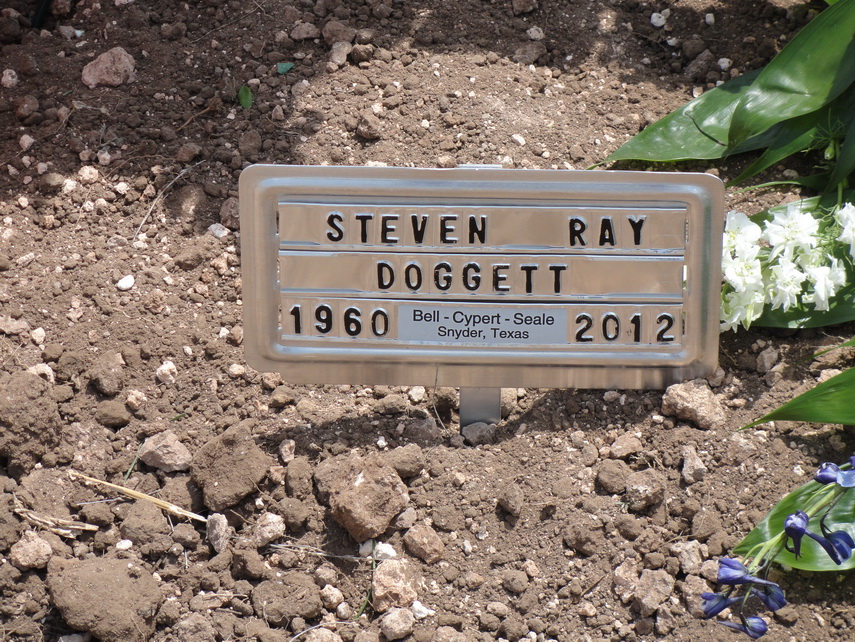 STEVEN RAY
DOGGETT
1960 Bell - Cypert - Seale 2012
Snyder, Texas